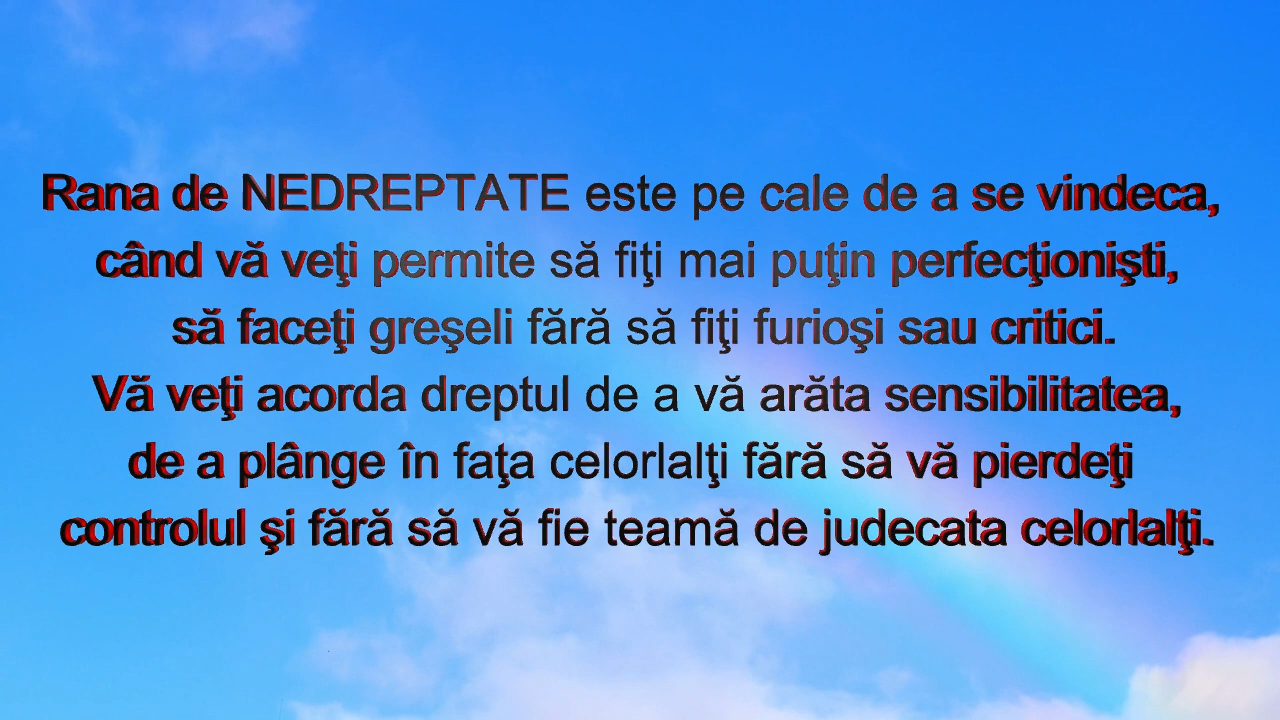 Rana de NEDREPTATE este pe cale de a se vindeca,
când vă veţi permite să fiţi mai puţin perfecţionişti,
să faceţi greşeli fără să fiţi furioşi sau critici.
Vă veţi acorda dreptul de a vă arăta sensibilitatea,
de a plânge în faţa celorlalţi fără să vă pierdeţi
controlul şi fără să vă fie teamă de judecata celorlalţi.